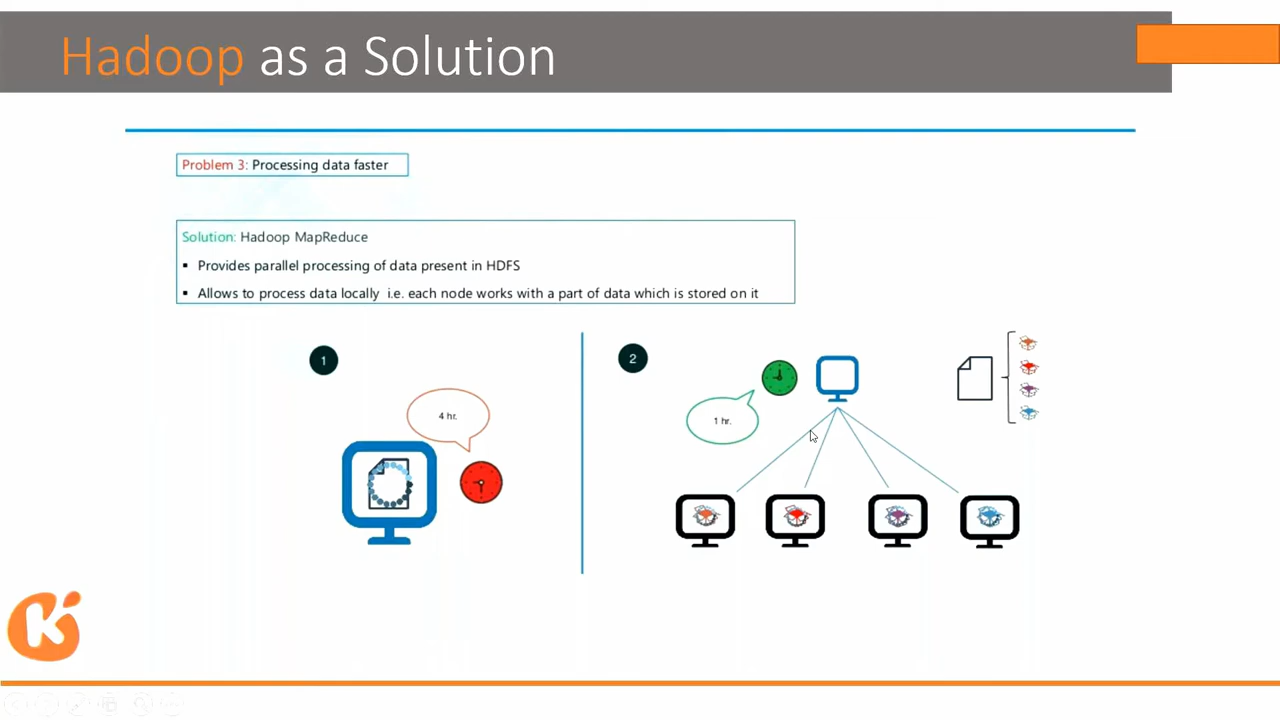 Hadoop as a Solution
Problem 3: Processing data faster
Solution: Hadoop MapReduce
▪ Provides parallel processing of data present in HDFS
▪ Allows to process data locally i.e. each node works with a part of data which is stored on it
1
2
4 hr.
1 hr.
K